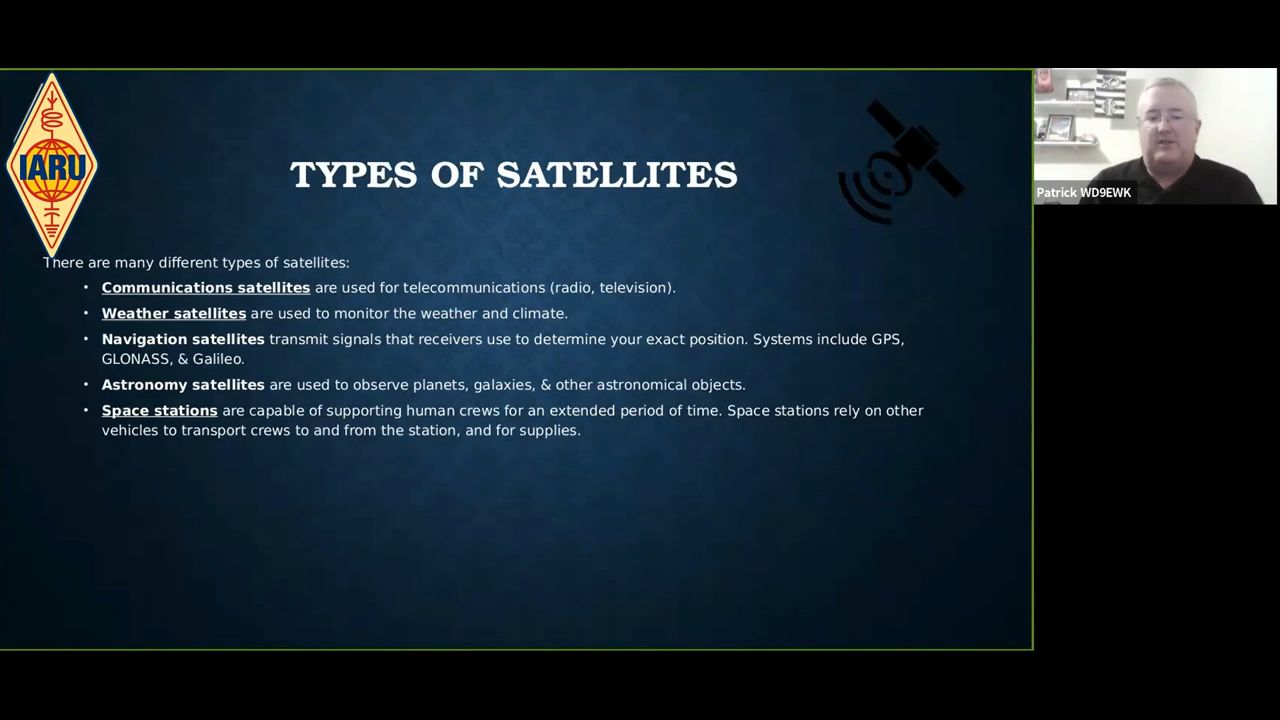 IARU
TYPES OF SATELLITES
There are many different types of satellites:
• Communications satellites are used for telecommunications (radio, television).
• Weather satellites are used to monitor the weather and climate.
• Navigation satellites transmit signals that receivers use to determine your exact position. Systems include GPS,
GLONASS, & Galileo.
• Astronomy satellites are used to observe planets, galaxies, & other astronomical objects.
• Space stations are capable of supporting human crews for an extended period of time. Space stations rely on other
vehicles to transport crews to and from the station, and for supplies.
Patrick WD9EWK